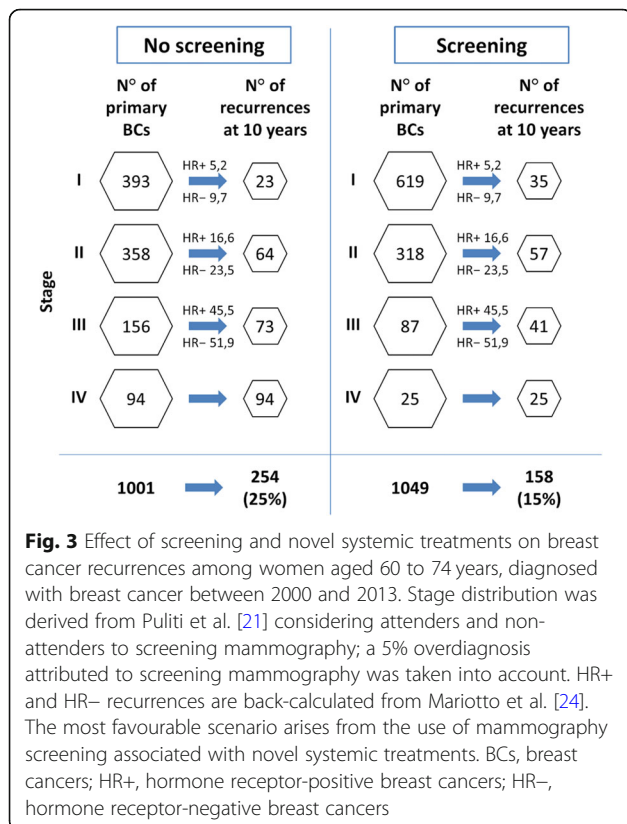 No screening
Screening
N° of primary BCs
N° of recurrences at 10 years
N° of primary BCs
N° of recurrences at 10 years
Stage
I
393
HR+ 5,2
HR− 9,7
23
I
619
HR+ 5,2
HR− 9,7
35
II
358
HR+ 16,6
HR− 23,5
64
II
318
HR+ 16,6
HR− 23,5
57
III
156
HR+ 45,5
HR− 51,9
73
III
87
HR+ 45,5
HR− 51,9
41
IV
94
94
IV
25
25
1001
254
(25%)
1049
158
(15%)
Fig. 3 Effect of screening and novel systemic treatments on breast
cancer recurrences among women aged 60 to 74 years, diagnosed
with breast cancer between 2000 and 2013. Stage distribution was
derived from Puliti et al. [21] considering attenders and non-
attenders to screening mammography; a 5% overdiagnosis
attributed to screening mammography was taken into account. HR+
and HR− recurrences are back-calculated from Mariotto et al. [24].
The most favourable scenario arises from the use of mammography
screening associated with novel systemic treatments. BCs, breast
cancers; HR+, hormone receptor-positive breast cancers; HR−,
hormone receptor-negative breast cancers